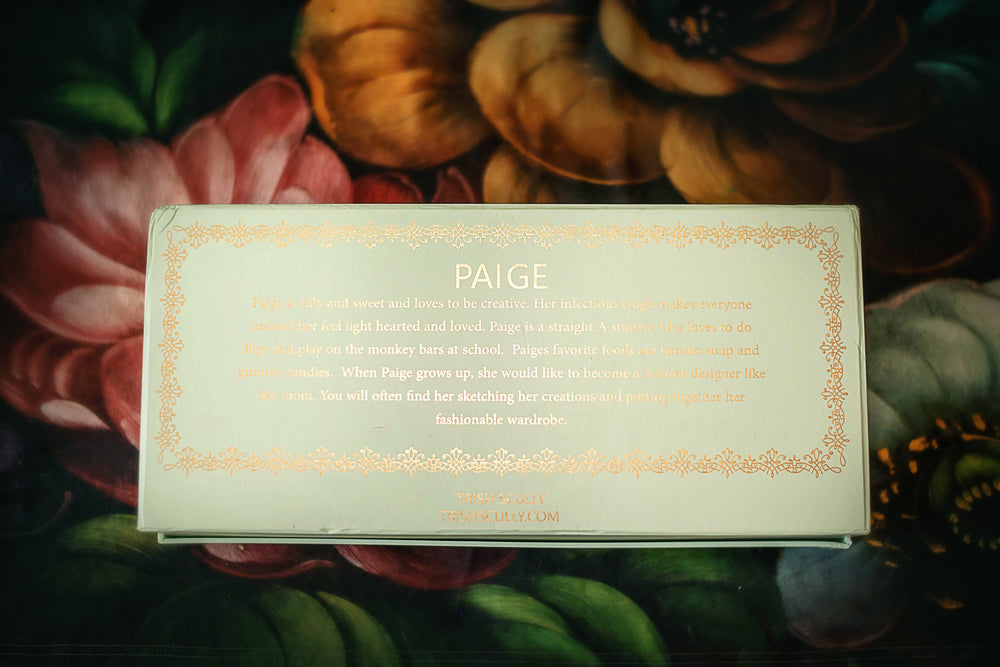 PAIGE
Paige is silly and sweet and loves to be creative. Her infectious laugh makes everyone
around her feel light hearted and loved. Paige is a straight A student who loves to do
flips and play on the monkey bars at school. Paiges favorite foods are tomato soup and
gummy candies. When Paige grows up, she would like to become a fashion designer like
her mom. You will often find her sketching her creations and putting together her
fashionable wardrobe.
TRISH SCULLY
TRISHSCULLY.COM